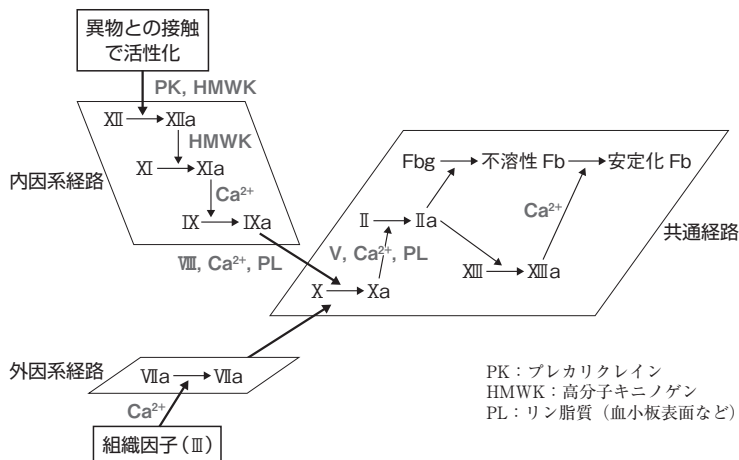 異物との接触
で活性化
PK, HMWK
Ⅻ Ⅻa
HMWK
Ⅺ Ⅺa
内因系経路
Ca²⁺
Ⅸ Ⅸa
Ⅷ, Ca²⁺, PL
Fbg 不溶性 Fb 安定化 Fb
Ca²⁺
Ⅱ Ⅱa
共通経路
V, Ca²⁺, PL
XIII XIIIa
X Xa
外因系経路
Ⅶa Ⅶa
Ca²⁺
組織因子(Ⅲ)
PK:プレカリクレイン
HMWK:高分子キニノゲン
PL:リン脂質(血小板表面など)